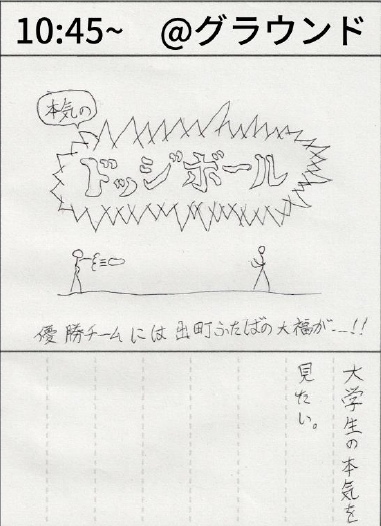 10:45~ @グラウンド
本気の
ドッジボール
優勝チームには出町ふたばの大福が...!!
大学生の本気を
見たい。